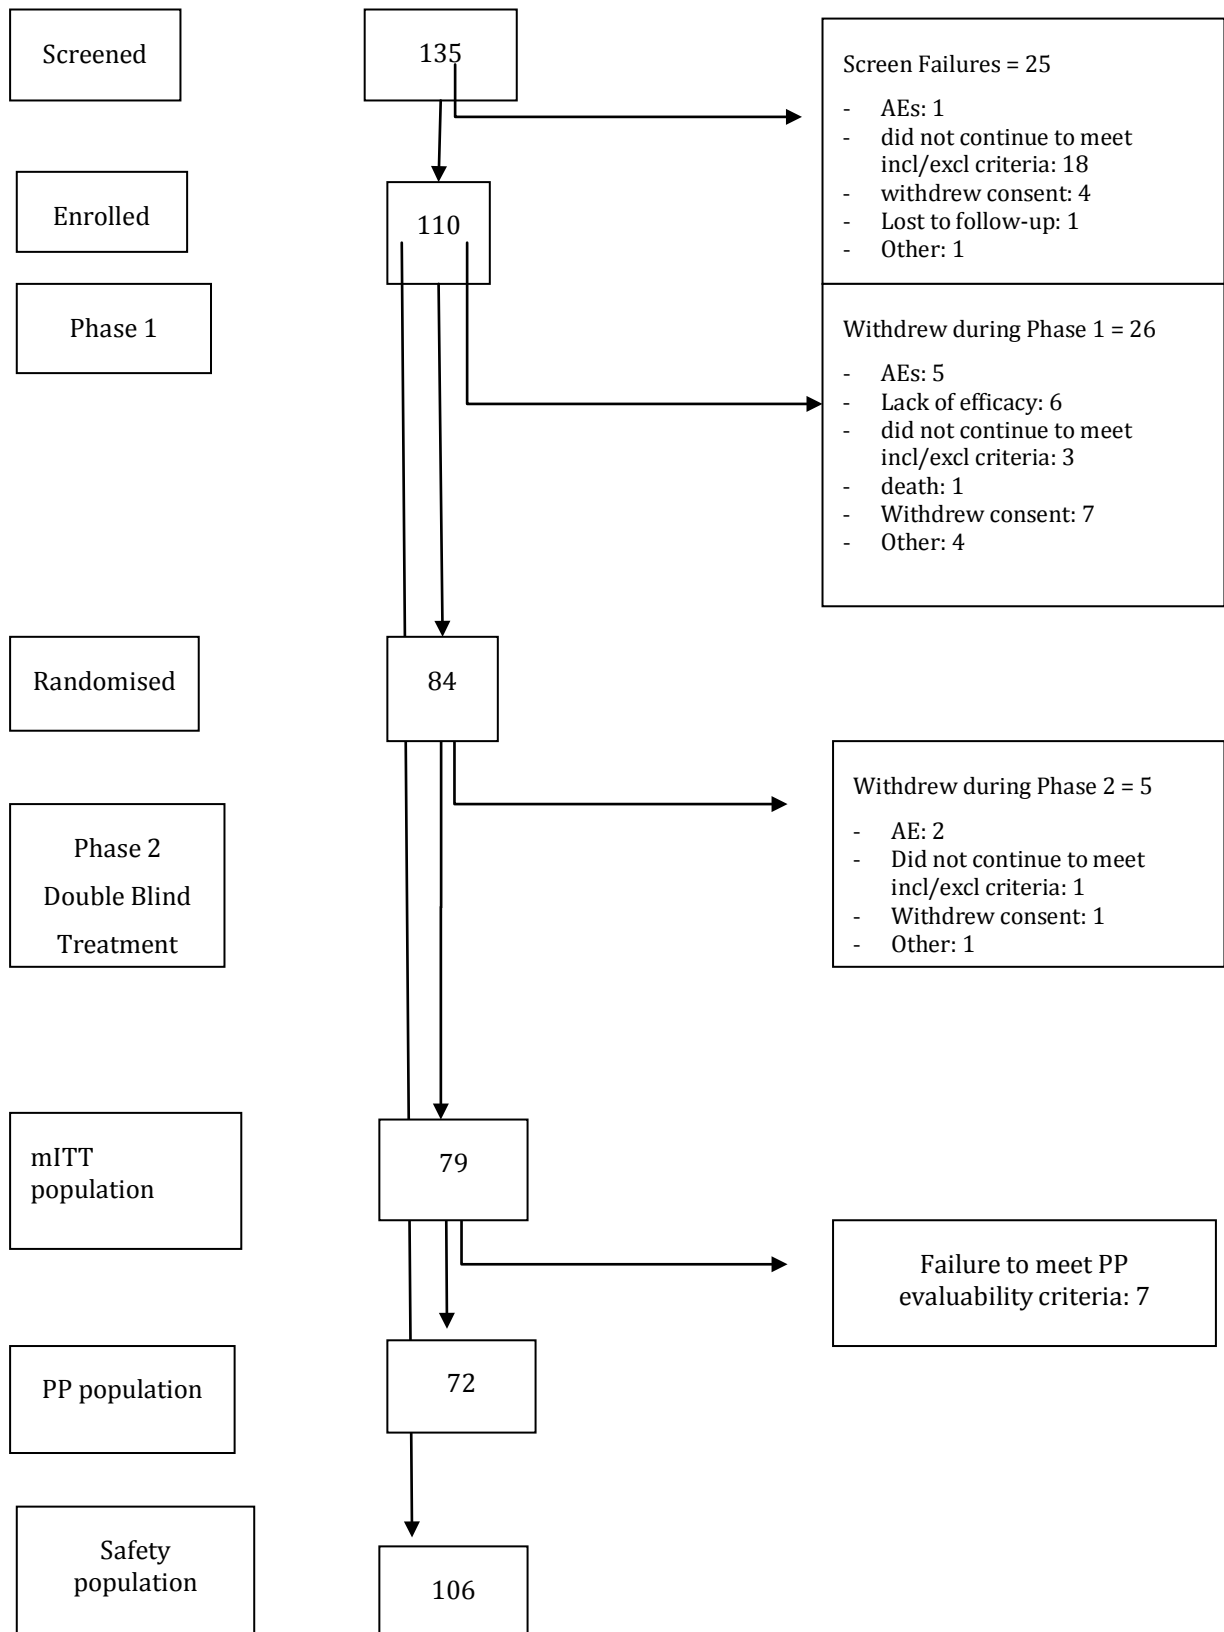 Screened
135
Screen Failures = 25
- AEs: 1
- did not continue to meet
incl/excl criteria: 18
- withdrew consent: 4
- Lost to follow-up: 1
- Other: 1
Enrolled
110
Phase 1
Withdrew during Phase 1 = 26
- AEs: 5
- Lack of efficacy: 6
- did not continue to meet
incl/excl criteria: 3
- death: 1
- Withdrew consent: 7
- Other: 4
Randomised
84
Phase 2
Double Blind
Treatment
Withdrew during Phase 2 = 5
- AE: 2
- Did not continue to meet
incl/excl criteria: 1
- Withdrew consent: 1
- Other: 1
mITT
population
79
Failure to meet PP
evaluability criteria: 7
PP population
72
Safety
population
106